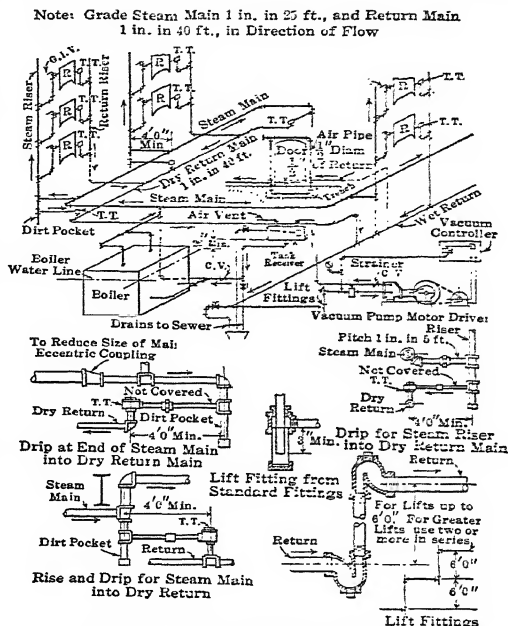 Note: Grade Steam Main 1 in. in 25 ft., and Return Main
1 in. in 40 ft., in Direction of Flow
G.I.V.
T.T.
R
Steam Riser
Return Riser
T.T.
R
R
R
R
4'0"
Min
Steam Main
T.T.
Dry Return Main
1 in. in 40 ft.
Door
Air Pipe
½" Diam
of Return
R
T.T.
R
T.T.
Steam Main
Trench
T.T.
Air Vent
Dirt Pocket
Wet Return
Vacuum
Controller
Boiler
Water Line
Boiler
C.V.
Tank
Receiver
Strainer
C V
Lift
Fittings
Drains to Sewer
Vacuum Pump Motor Driven
To Reduce Size of Main
Eccentric Coupling
Not Covered
T.T.
Dry Return
Dirt Pocket
4'0" Min.
Drip at End of Steam Main
into Dry Return Main
3" Min.
Lift Fitting from
Standard Fittings
Riser
Pitch 1 in. in 5 ft.
Steam Main
Not Covered
T.T.
Dry
Return
4'0" Min.
Drip for Steam Riser
into Dry Return Main
Steam
Main
4'0" Min.
T.T.
Dirt Pocket
Return
Rise and Drip for Steam Main
into Dry Return
Return
For Lifts up to
6'0". For Greater
Lifts use two or
more in series.
Return
6'0"
6'0"
Lift Fittings